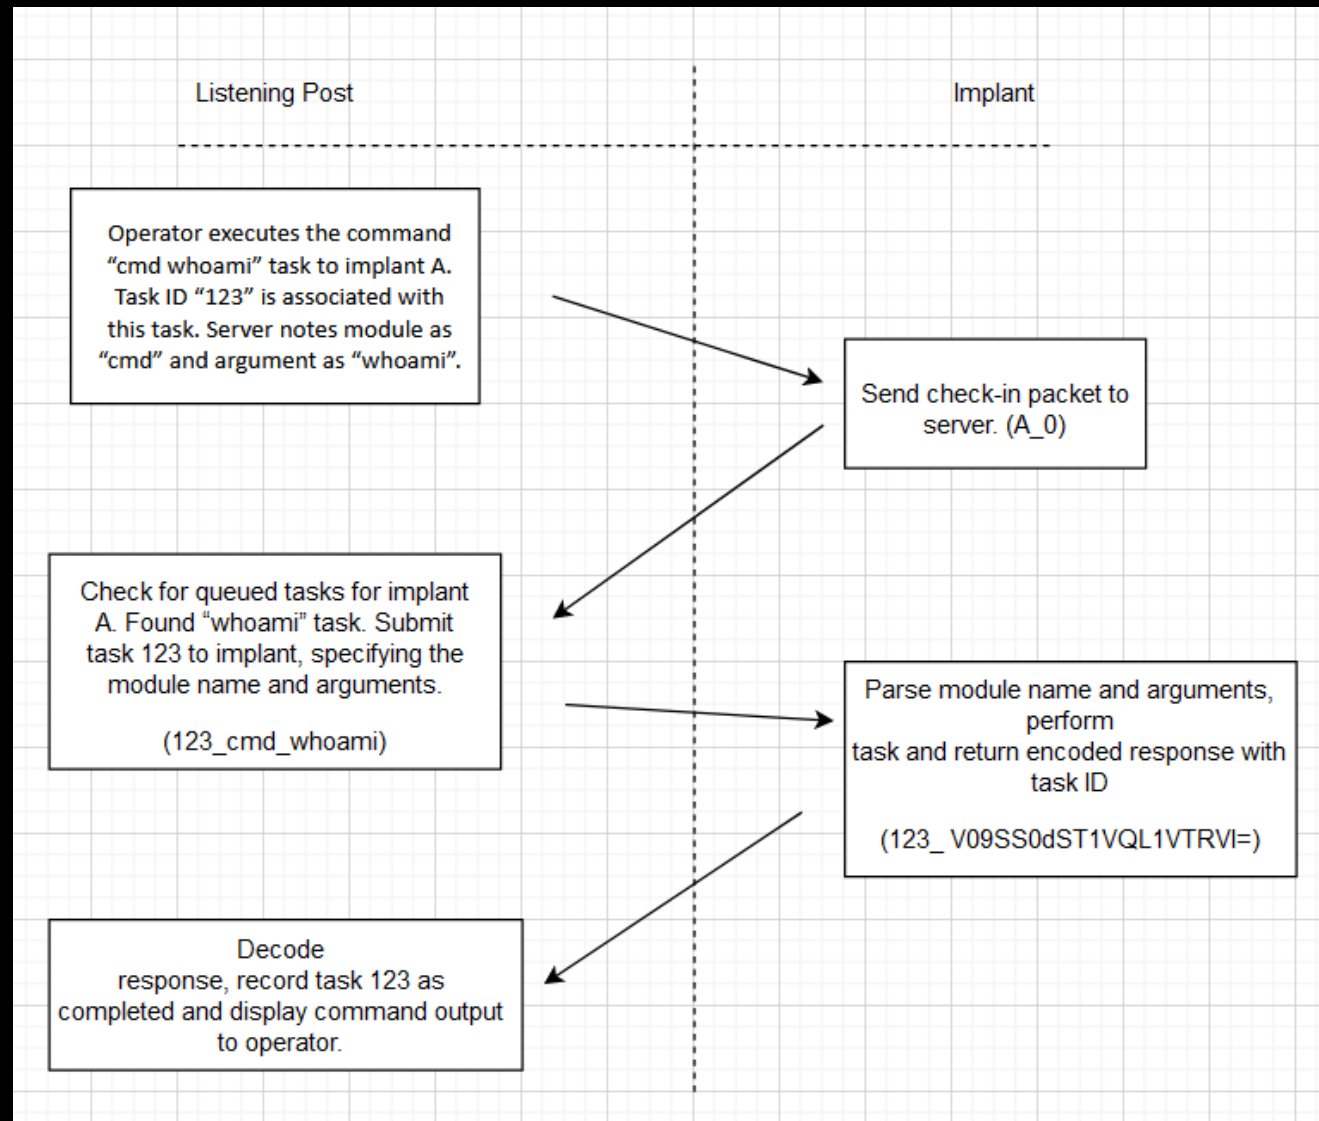 Listening Post
Implant
Operator executes the command
“cmd whoami” task to implant A.
Task ID “123” is associated with
this task. Server notes module as
“cmd” and argument as “whoami”.
Send check-in packet to
server. (A_0)
Check for queued tasks for implant
A. Found “whoami” task. Submit
task 123 to implant, specifying the
module name and arguments.
(123_cmd_whoami)
Parse module name and arguments,
perform
task and return encoded response with
task ID
(123_ V09SS0dST1VQL1VTRVI=)
Decode
response, record task 123 as
completed and display command output
to operator.